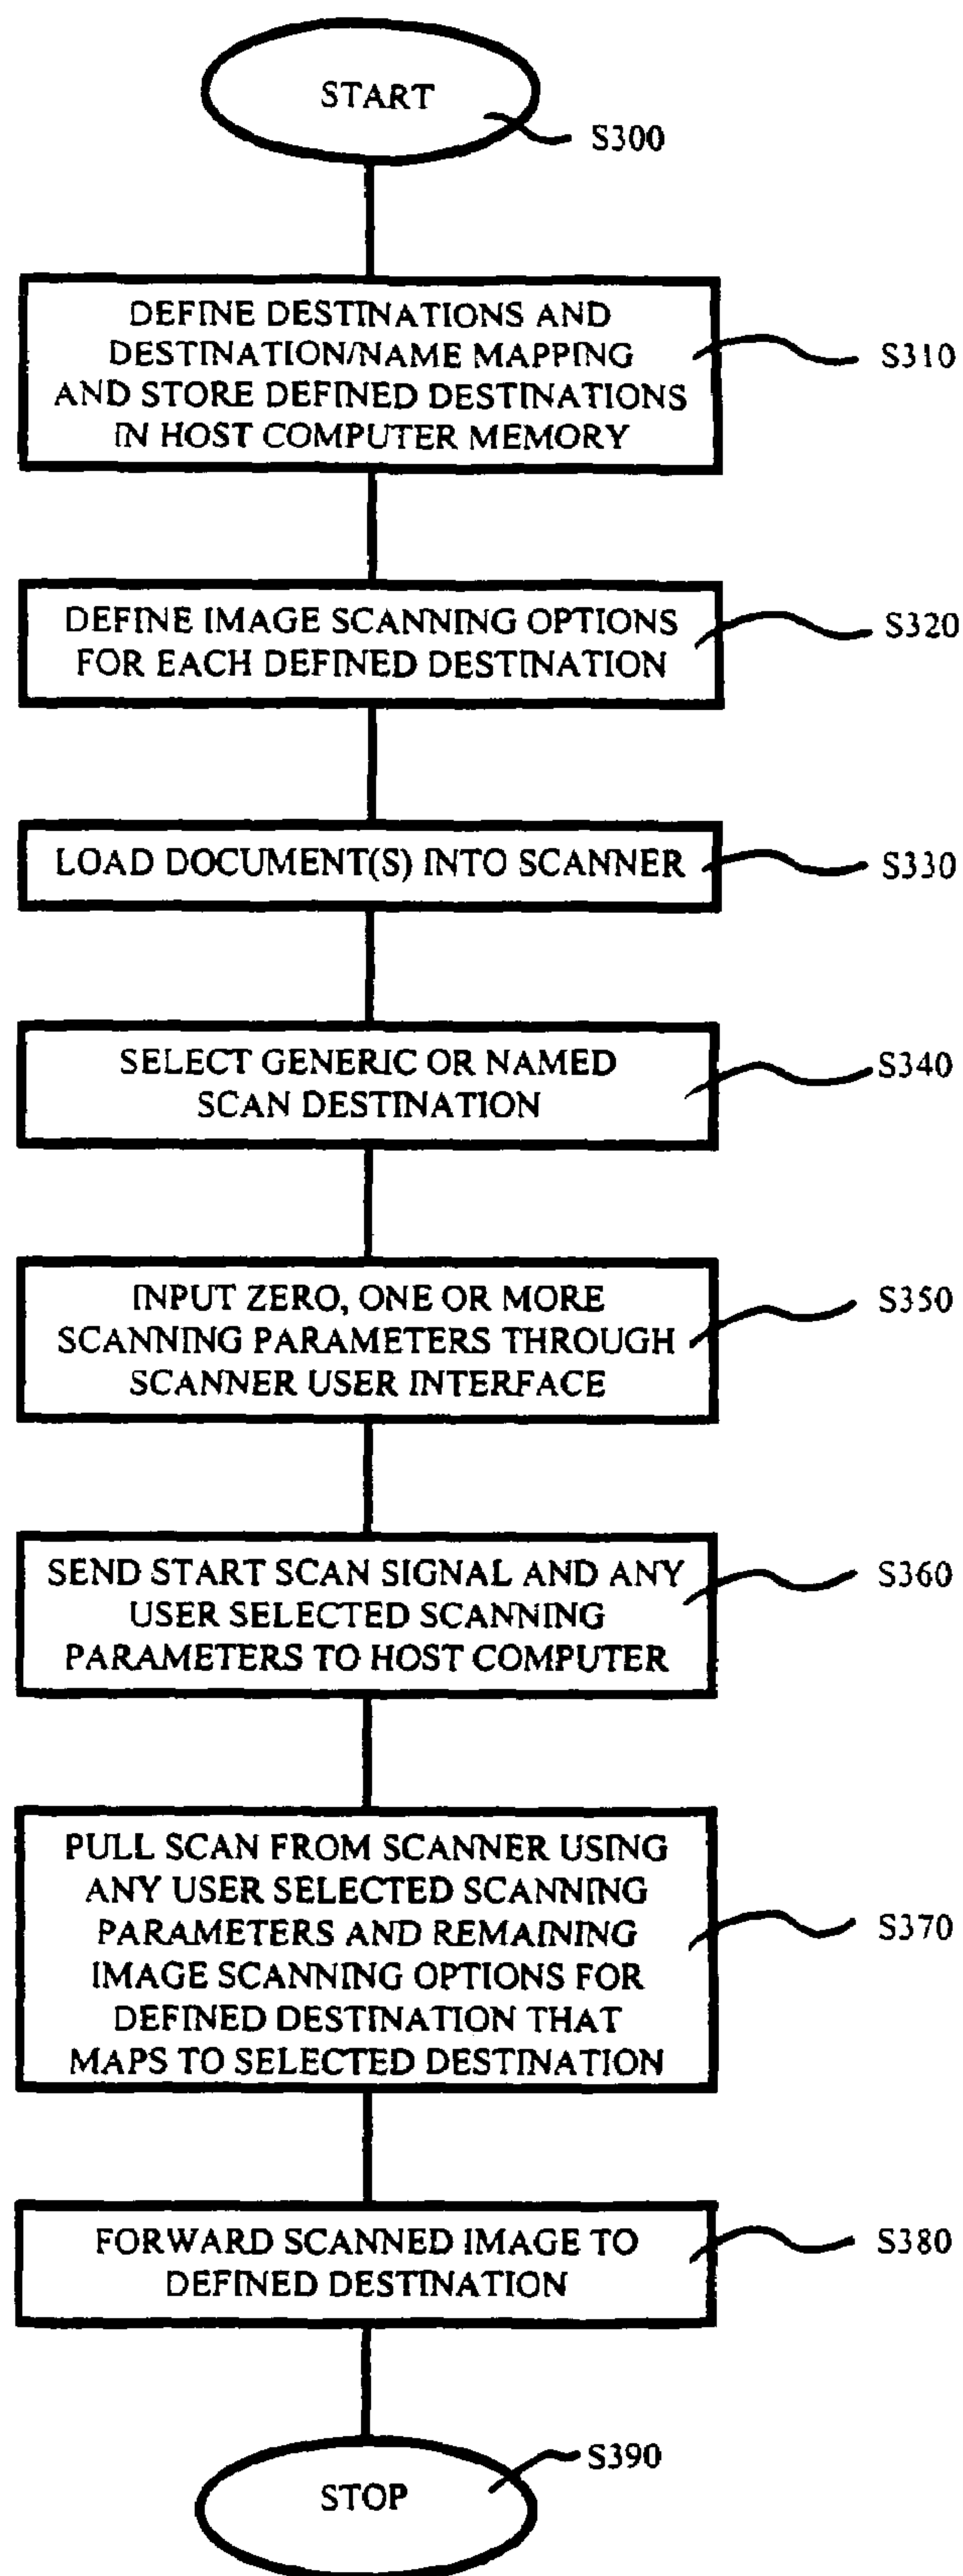 START
S300
DEFINE DESTINATIONS AND
DESTINATION/NAME MAPPING
AND STORE DEFINED DESTINATIONS
IN HOST COMPUTER MEMORY
S310
DEFINE IMAGE SCANNING OPTIONS
FOR EACH DEFINED DESTINATION
S320
LOAD DOCUMENT(S) INTO SCANNER
S330
SELECT GENERIC OR NAMED
SCAN DESTINATION
S340
INPUT ZERO, ONE OR MORE
SCANNING PARAMETERS THROUGH
SCANNER USER INTERFACE
S350
SEND START SCAN SIGNAL AND ANY
USER SELECTED SCANNING
PARAMETERS TO HOST COMPUTER
S360
PULL SCAN FROM SCANNER USING
ANY USER SELECTED SCANNING
PARAMETERS AND REMAINING
IMAGE SCANNING OPTIONS FOR
DEFINED DESTINATION THAT
MAPS TO SELECTED DESTINATION
S370
FORWARD SCANNED IMAGE TO
DEFINED DESTINATION
S380
STOP
S390